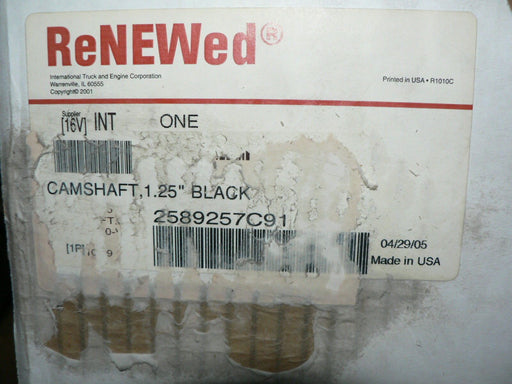 ReNEWed®
International Truck and Engine Corporation
Warrenville, IL 60555
Copyright© 2001
Printed in USA • R1010C
Supplier
[16V] INT ONE
CAMSHAFT,1.25" BLACK
2589257C91
[1P]
04/29/05
Made in USA